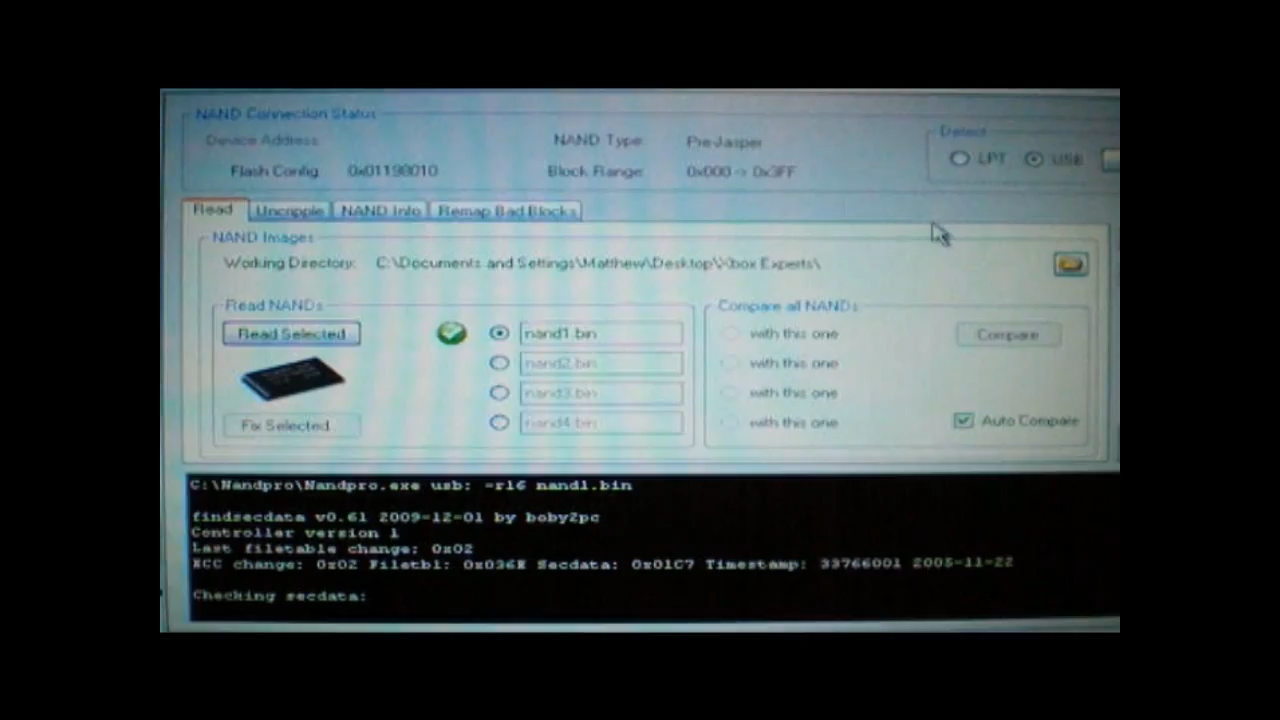 NAND Connection Status
Device Address
NAND Type: Pre-Jasper
Detect
LPT USB
Flash Config 0x01198010
Block Range: 0x000 -> 0x3FF
Read Uncripple NAND Info Remap Bad Blocks
NAND Images
Working Directory: C:\Documents and Settings\Matthew\Desktop\Xbox Experts\
Read NANDs
Compare all NANDs
Read Selected nand1.bin with this one Compare
nand2.bin with this one
nand3.bin with this one
Fix Selected nand4.bin with this one Auto Compare
C:\Nandpro\Nandpro.exe usb: -r16 nand1.bin
findsecdata v0.61 2009-12-01 by boby2pc
Controller version 1
Last filetable change: 0x02
change: 0x02 Filetbl: 0x036E Secdata: 0x01C7 Timestamp: 33766001 2005-11-22
Checking secdata: